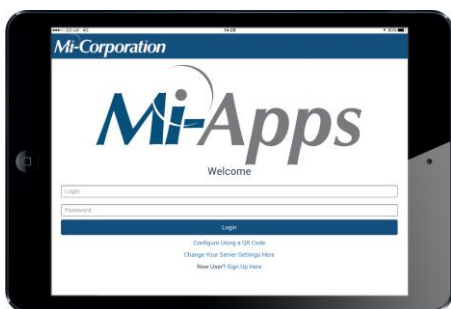 Mi-Corporation
Mi-Apps
Welcome
Login
Password
Login
Configure Using a QR Code
Change Your Server Settings Here
New User? Sign Up Here